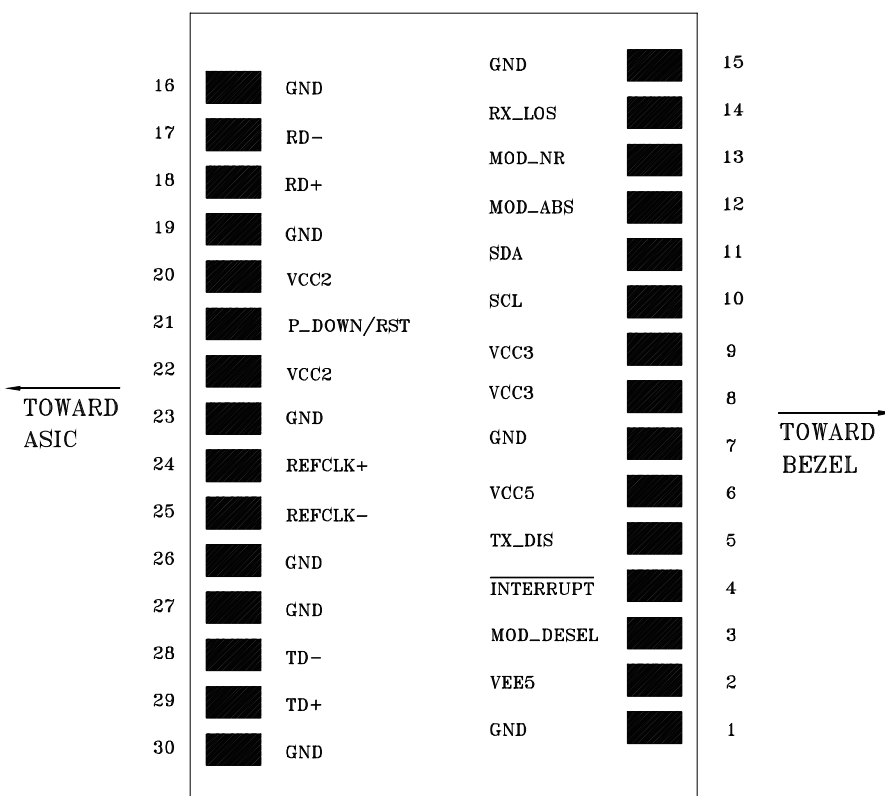 GND 15
16 GND
RX_LOS 14
17 RD-
MOD_NR 13
18 RD+
MOD_ABS 12
19 GND
SDA 11
20 VCC2
SCL 10
21 P_DOWN/RST
VCC3 9
22 VCC2
VCC3 8
TOWARD
ASIC
23 GND
GND 7
TOWARD
BEZEL
24 REFCLK+
VCC5 6
25 REFCLK-
TX_DIS 5
26 GND
INTERRUPT 4
27 GND
MOD_DESEL 3
28 TD-
VEE5 2
29 TD+
GND 1
30 GND